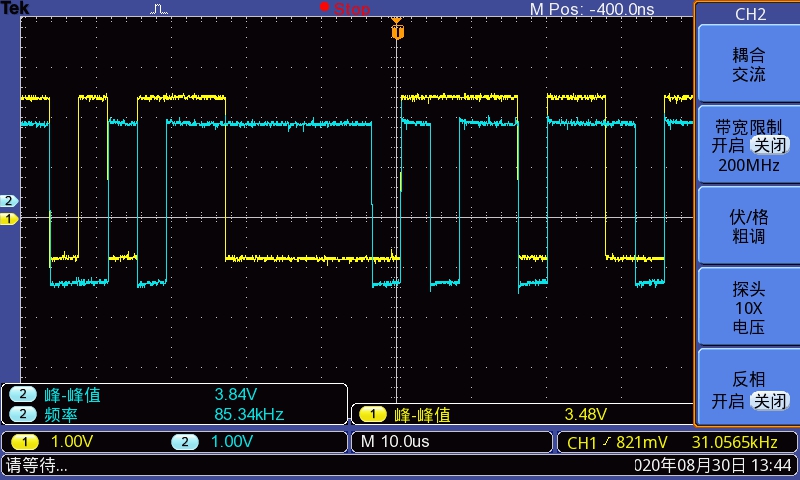 Tek
Stop
M Pos: -400.0ns
CH2
耦合
交流
带宽限制
开启 关闭
200MHz
伏/格
粗调
探头
10X
电压
反相
开启 关闭
T
2
1
2 峰-峰值 3.84V
2 频率 85.34kHz
1 峰-峰值 3.48V
1 1.00V 2 1.00V M 10.0us CH1 821mV 31.0565kHz
请等待... 020年08月30日 13:44